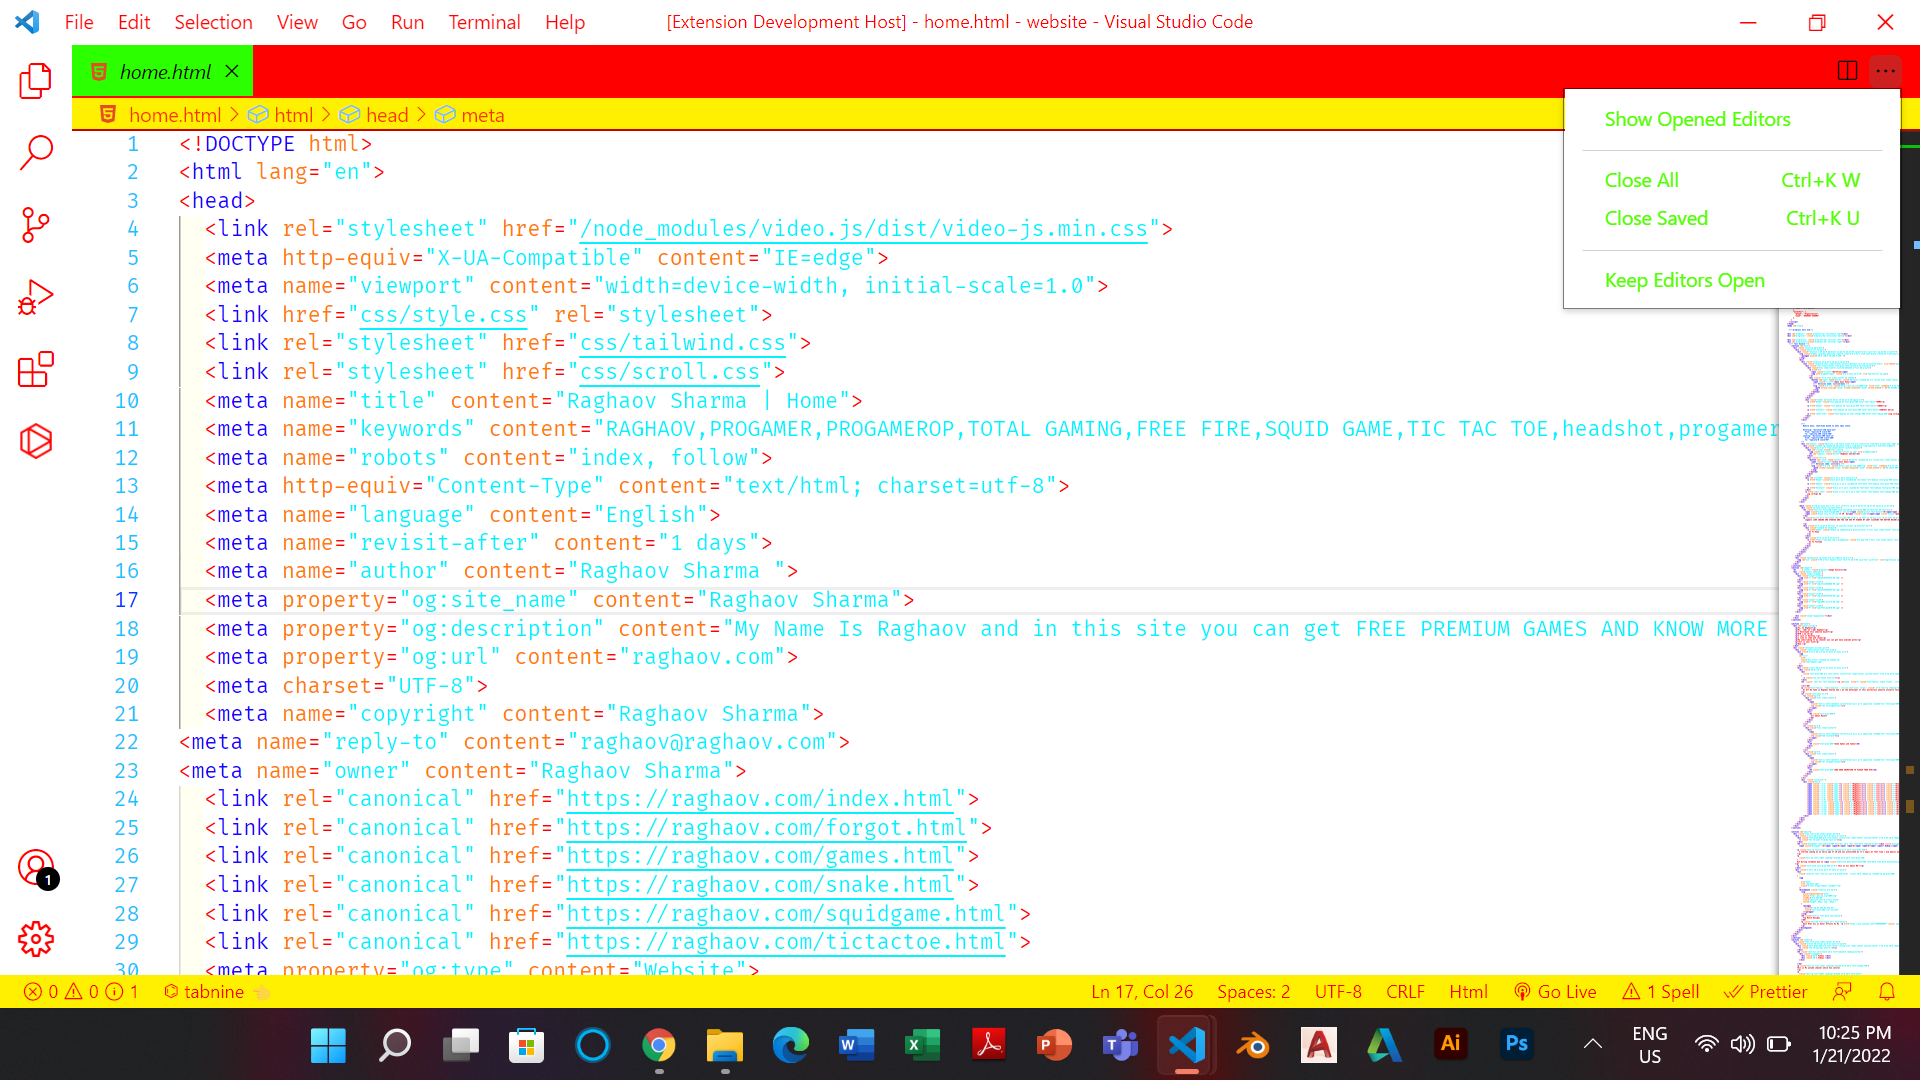 File Edit Selection View Go Run Terminal Help [Extension Development Host] - home.html - website - Visual Studio Code
home.html
home.html > html > head > meta
Show Opened Editors
Close All Ctrl+K W
Close Saved Ctrl+K U
Keep Editors Open
1 <!DOCTYPE html>
2 <html lang="en">
3 <head>
4 <link rel="stylesheet" href="/node_modules/video.js/dist/video-js.min.css">
5 <meta http-equiv="X-UA-Compatible" content="IE=edge">
6 <meta name="viewport" content="width=device-width, initial-scale=1.0">
7 <link href="css/style.css" rel="stylesheet">
8 <link rel="stylesheet" href="css/tailwind.css">
9 <link rel="stylesheet" href="css/scroll.css">
10 <meta name="title" content="Raghaov Sharma | Home">
11 <meta name="keywords" content="RAGHAOV,PROGAMER,PROGAMEROP,TOTAL GAMING,FREE FIRE,SQUID GAME,TIC TAC TOE,headshot,progamer
12 <meta name="robots" content="index, follow">
13 <meta http-equiv="Content-Type" content="text/html; charset=utf-8">
14 <meta name="language" content="English">
15 <meta name="revisit-after" content="1 days">
16 <meta name="author" content="Raghaov Sharma ">
17 <meta property="og:site_name" content="Raghaov Sharma">
18 <meta property="og:description" content="My Name Is Raghaov and in this site you can get FREE PREMIUM GAMES AND KNOW MORE
19 <meta property="og:url" content="raghaov.com">
20 <meta charset="UTF-8">
21 <meta name="copyright" content="Raghaov Sharma">
22 <meta name="reply-to" content="raghaov@raghaov.com">
23 <meta name="owner" content="Raghaov Sharma">
24 <link rel="canonical" href="https://raghaov.com/index.html">
25 <link rel="canonical" href="https://raghaov.com/forgot.html">
26 <link rel="canonical" href="https://raghaov.com/games.html">
27 <link rel="canonical" href="https://raghaov.com/snake.html">
28 <link rel="canonical" href="https://raghaov.com/squidgame.html">
29 <link rel="canonical" href="https://raghaov.com/tictactoe.html">
30 <meta property="og:type" content="Website">
1
0 0 1 tabnine Ln 17, Col 26 Spaces: 2 UTF-8 CRLF Html Go Live 1 Spell Prettier
W X P T A Ai Ps
ENG 10:25 PM
US 1/21/2022